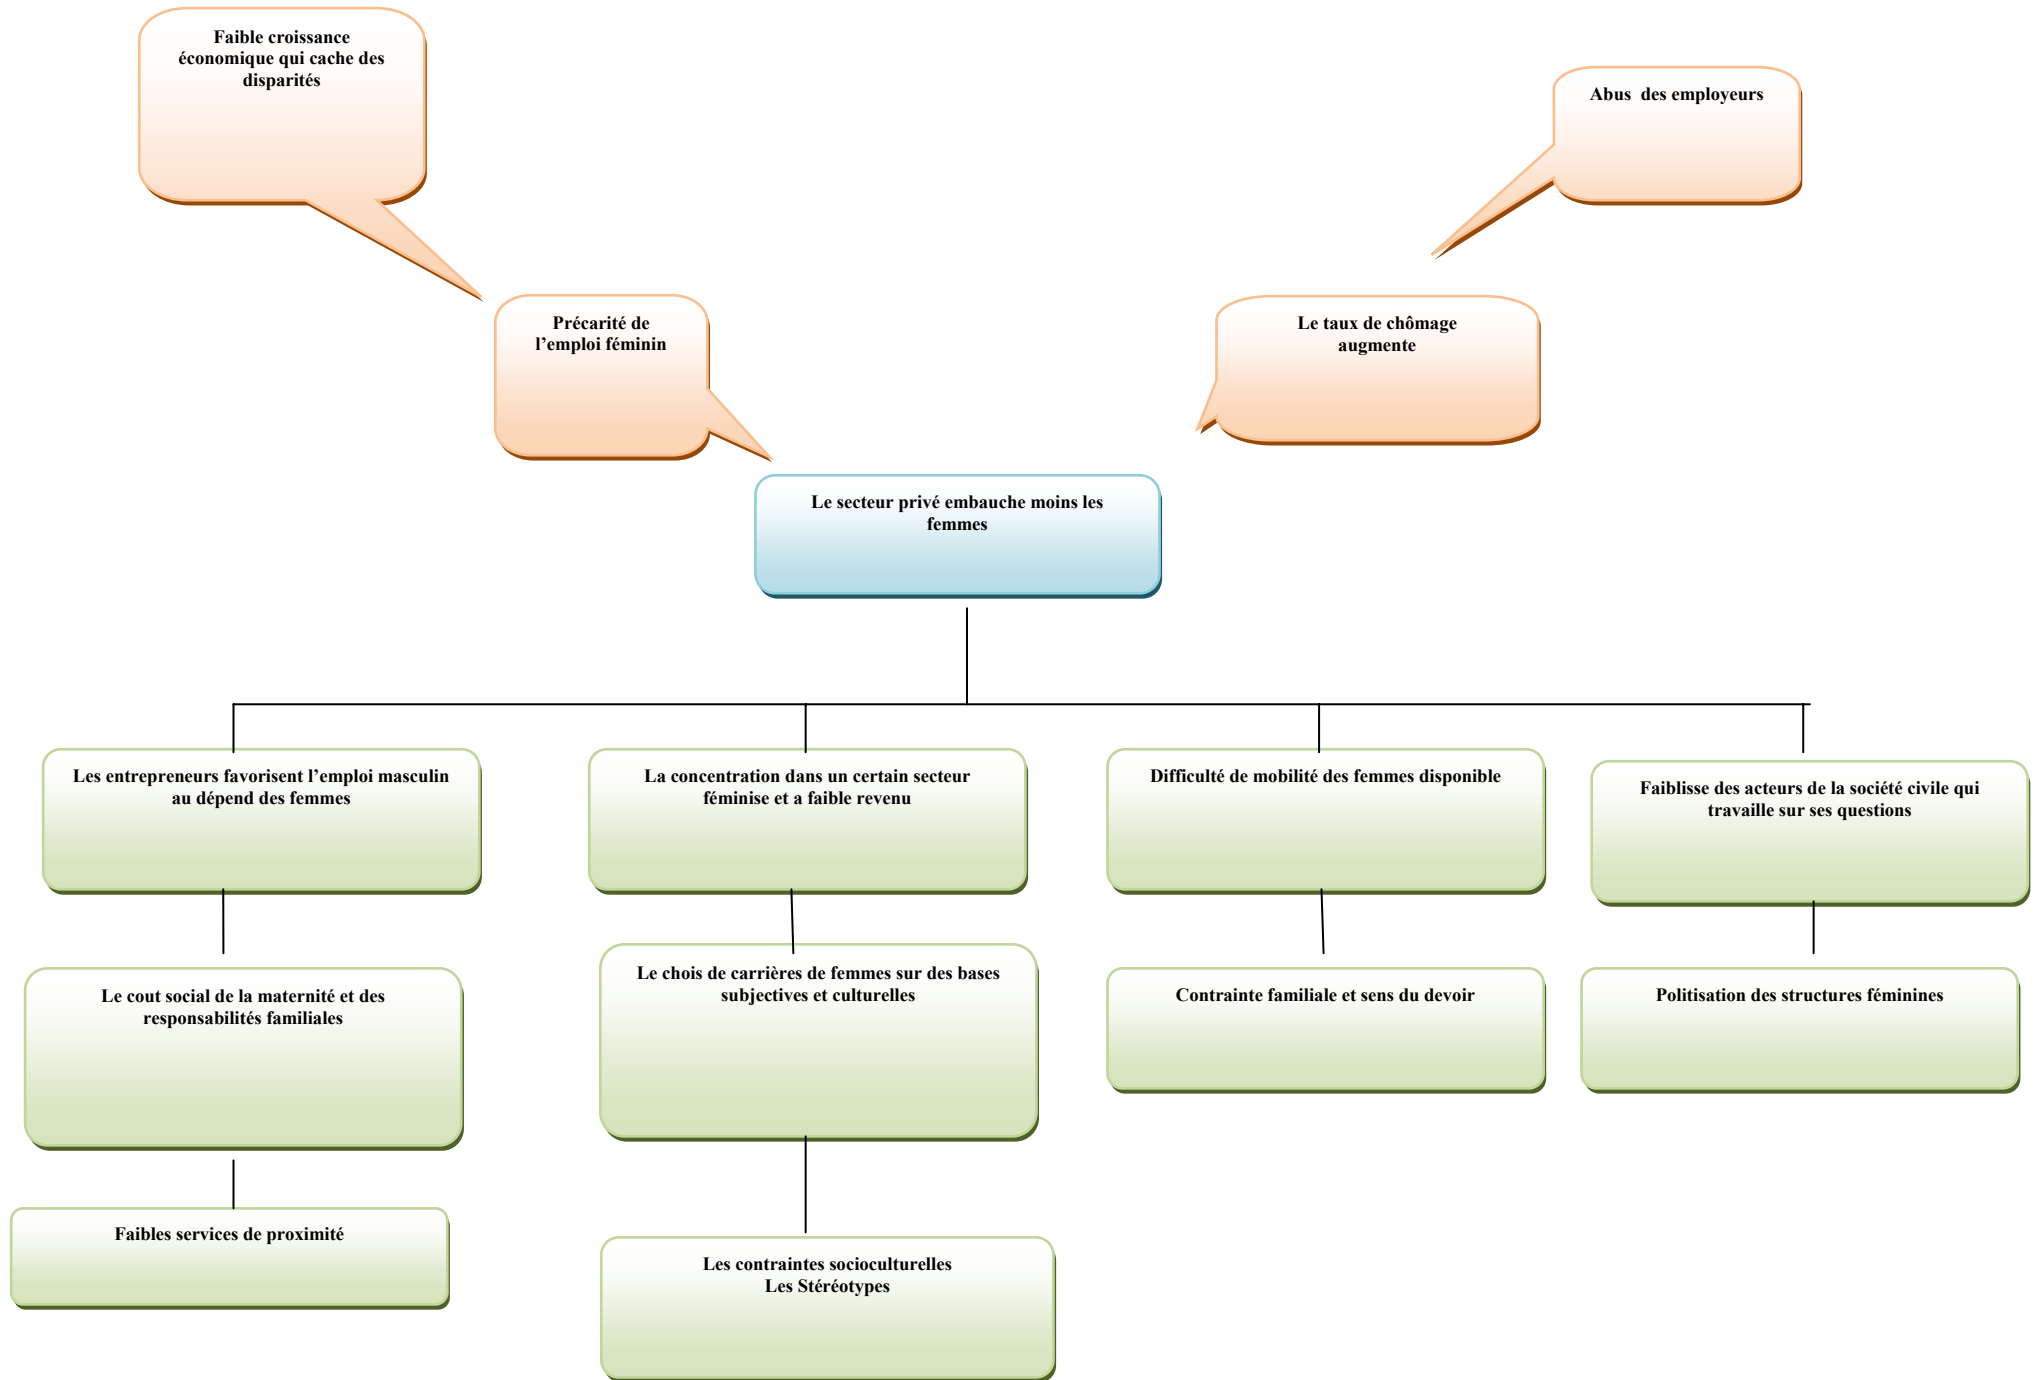 Faible croissance
économique qui cache des
disparités
Abus  des employeurs
Précarité de
l’emploi féminin
Le taux de chômage
augmente
Le secteur privé embauche moins les
femmes
Les entrepreneurs favorisent l’emploi masculin
au dépend des femmes
La concentration dans un certain secteur
féminise et a faible revenu
Difficulté de mobilité des femmes disponible
Faiblisse des acteurs de la société civile qui
travaille sur ses questions
Le cout social de la maternité et des
responsabilités familiales
Le chois de carrières de femmes sur des bases
subjectives et culturelles
Contrainte familiale et sens du devoir
Politisation des structures féminines
Faibles services de proximité
Les contraintes socioculturelles
Les Stéréotypes